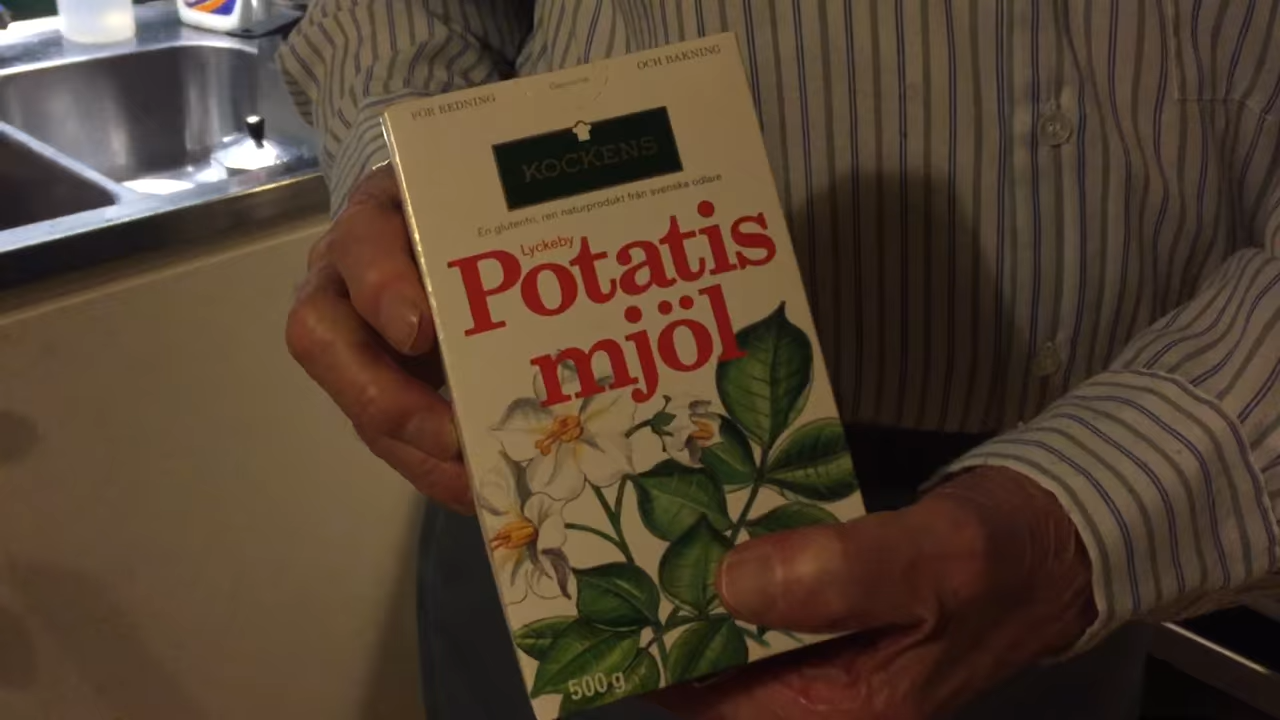 FÖR REDNING
OCH BAKNING
KOCKENS
En glutenfri, ren naturprodukt från svenska odlare
Lyckeby
Potatis
mjöl
500 g